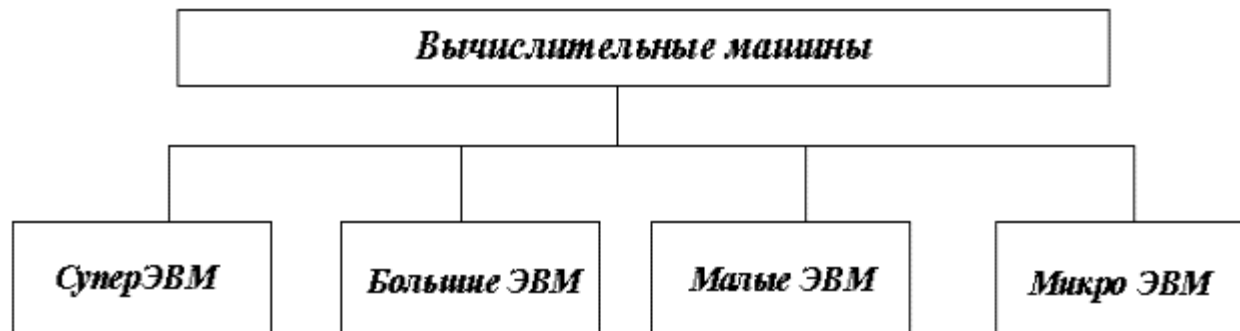 Вычислительные машины
СуперЭВМ
Большие ЭВМ
Малые ЭВМ
Микро ЭВМ